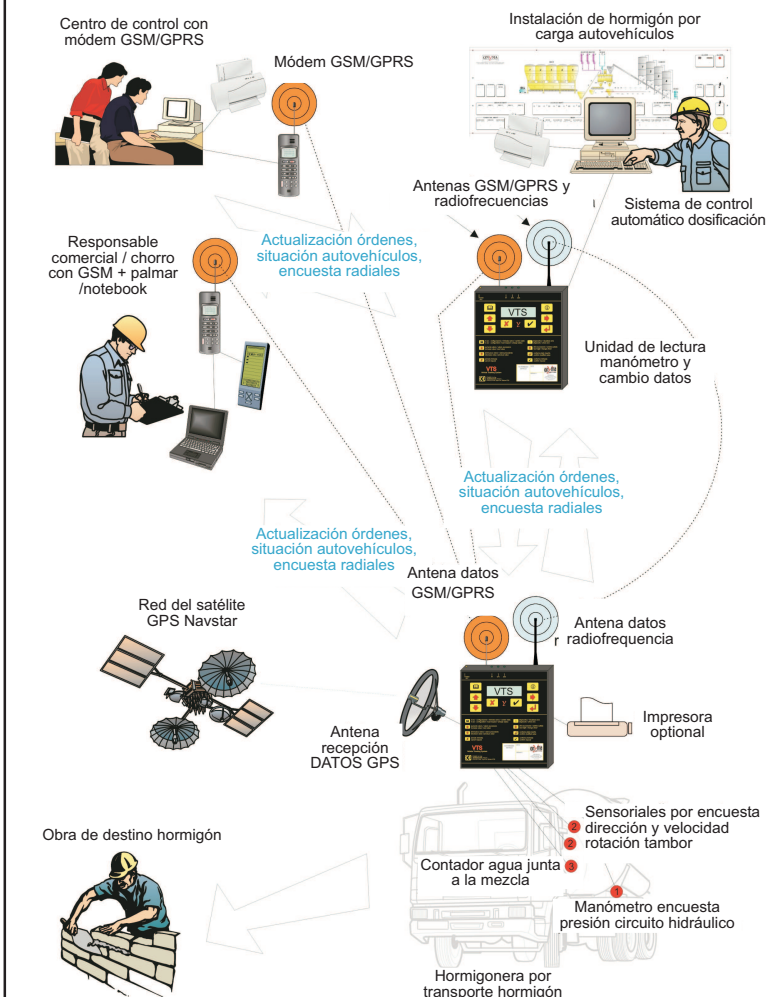 Centro de control con
módem GSM/GPRS
Módem GSM/GPRS
Instalación de hormigón por
carga autovehículos
Sistema de control
automático dosificación
Antenas GSM/GPRS y
radiofrecuencias
Responsable
comercial / chorro
con GSM + palmar
/notebook
Actualización órdenes,
situación autovehículos,
encuesta radiales
VTS
VTS
Unidad de lectura
manómetro y
cambio datos
Actualización órdenes,
situación autovehículos,
encuesta radiales
Actualización órdenes,
situación autovehículos,
encuesta radiales
Antena datos
GSM/GPRS
Red del satélite
GPS Navstar
Antena datos
radiofrequencia
VTS
VTS
Antena
recepción
DATOS GPS
Impresora
optional
Sensoriales por encuesta
dirección y velocidad
rotación tambor
2
2
Contador agua junta
a la mezcla
3
1
Manómetro encuesta
presión circuito hidráulico
Obra de destino hormigón
Hormigonera por
transporte hormigón